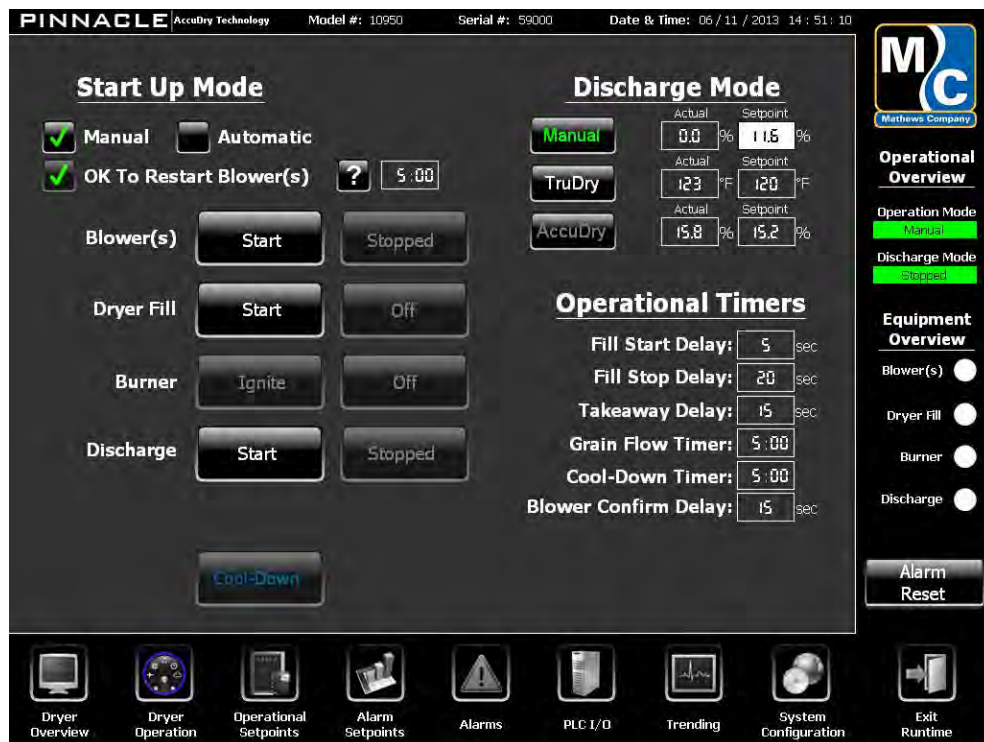 PINNACLE AccuDry Technology Model #: 10950 Serial #: 59000 Date & Time: 06/11/2013 14:51:10
MC
Mathews Company
Start Up Mode
Manual Automatic
OK To Restart Blower(s) ? 5:00
Blower(s) Start Stopped
Dryer Fill Start Off
Burner Ignite Off
Discharge Start Stopped
Cool-Down
Discharge Mode
Actual Setpoint
Manual 0.0 % 11.6 %
Actual Setpoint
TruDry 123 °F 120 °F
Actual Setpoint
AccuDry 15.8 % 15.2 %
Operational Timers
Fill Start Delay: 5 sec
Fill Stop Delay: 20 sec
Takeaway Delay: 15 sec
Grain Flow Timer: 5:00
Cool-Down Timer: 5:00
Blower Confirm Delay: 15 sec
Operational
Overview
Operation Mode
Manual
Discharge Mode
Stopped
Equipment
Overview
Blower(s)
Dryer Fill
Burner
Discharge
Alarm
Reset
Dryer
Overview
Dryer
Operation
Operational
Setpoints
Alarm
Setpoints
Alarms
PLC I/O
Trending
System
Configuration
Exit
Runtime